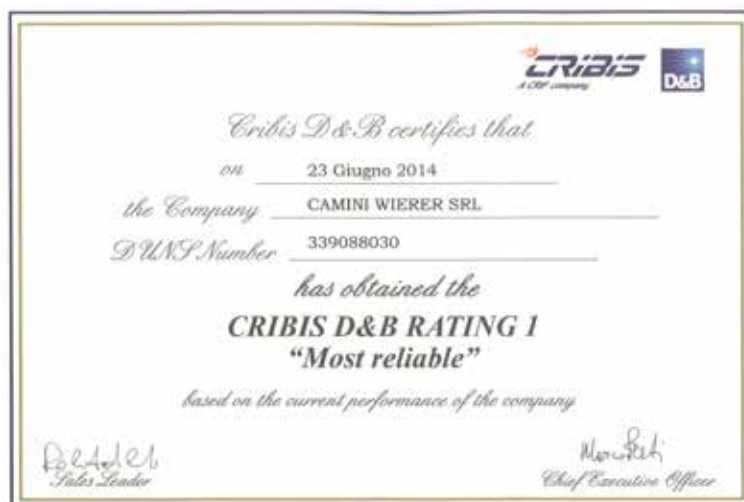 CRIBIS
A CRIF company
D&B
Cribis D & B certifies that
on 23 Giugno 2014
the Company CAMINI WIERER SRL
D UNS Number 339088030
has obtained the
CRIBIS D&B RATING 1
“Most reliable”
based on the current performance of the company
Sales Leader
Chief Executive Officer